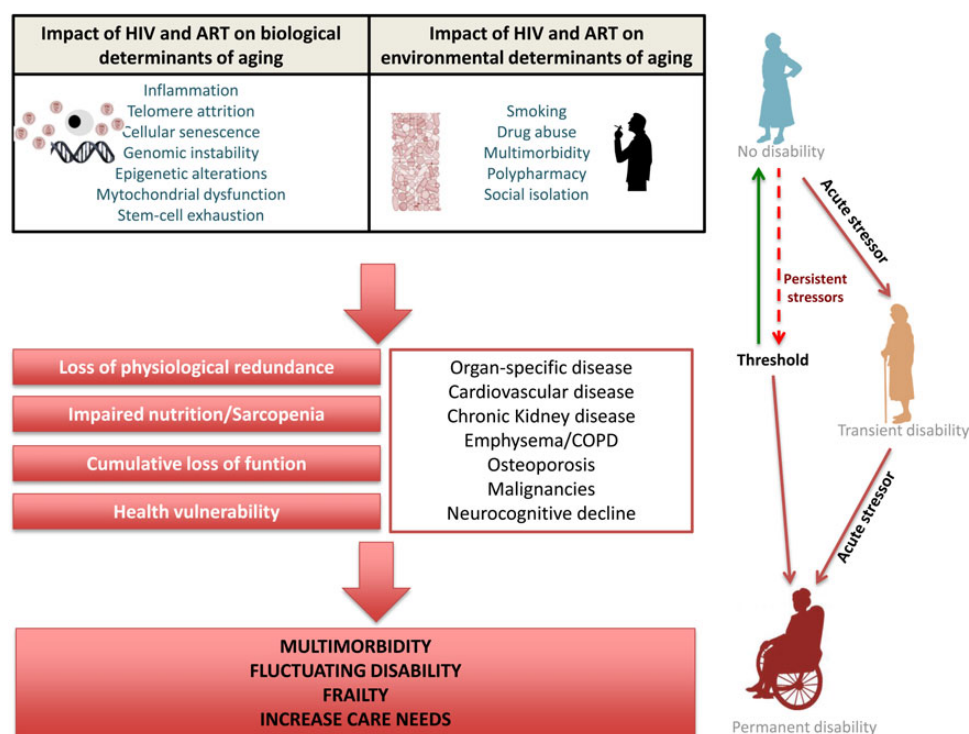 Impact of HIV and ART on biological
determinants of aging
Inflammation
Telomere attrition
Cellular senescence
Genomic instability
Epigenetic alterations
Mytochondrial dysfunction
Stem-cell exhaustion
Impact of HIV and ART on
environmental determinants of aging
Smoking
Drug abuse
Multimorbidity
Polypharmacy
Social isolation
Loss of physiological redundance
Impaired nutrition/Sarcopenia
Cumulative loss of funtion
Health vulnerability
Organ-specific disease
Cardiovascular disease
Chronic Kidney disease
Emphysema/COPD
Osteoporosis
Malignancies
Neurocognitive decline
MULTIMORBIDITY
FLUCTUATING DISABILITY
FRAILTY
INCREASE CARE NEEDS
No disability
Acute stressor
Persistent
stressors
Threshold
Transient disability
Acute stressor
Permanent disability